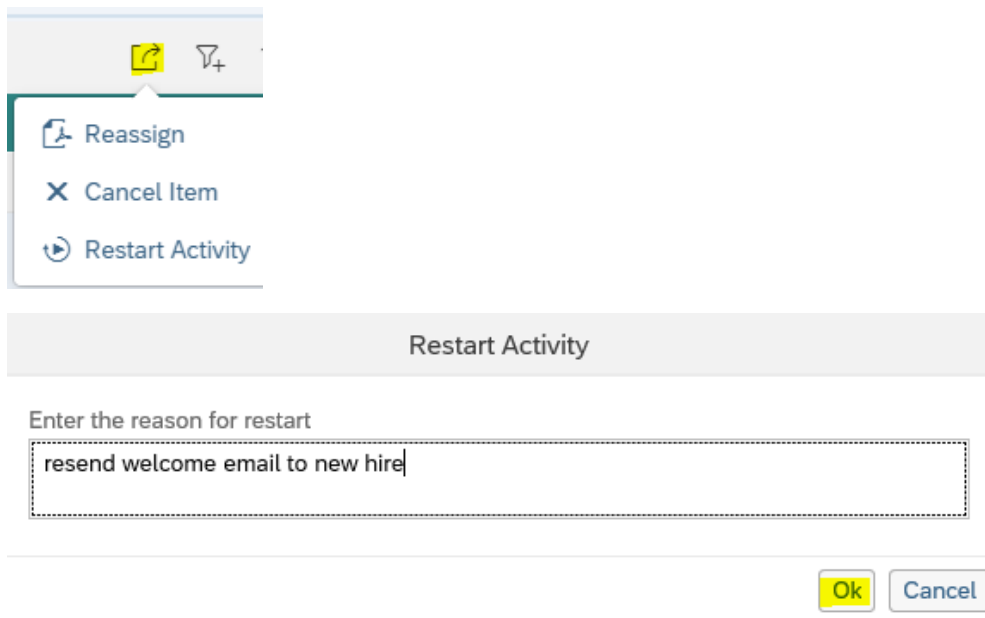 Reassign
Cancel Item
Restart Activity
Restart Activity
Enter the reason for restart
resend welcome email to new hire
Ok
Cancel